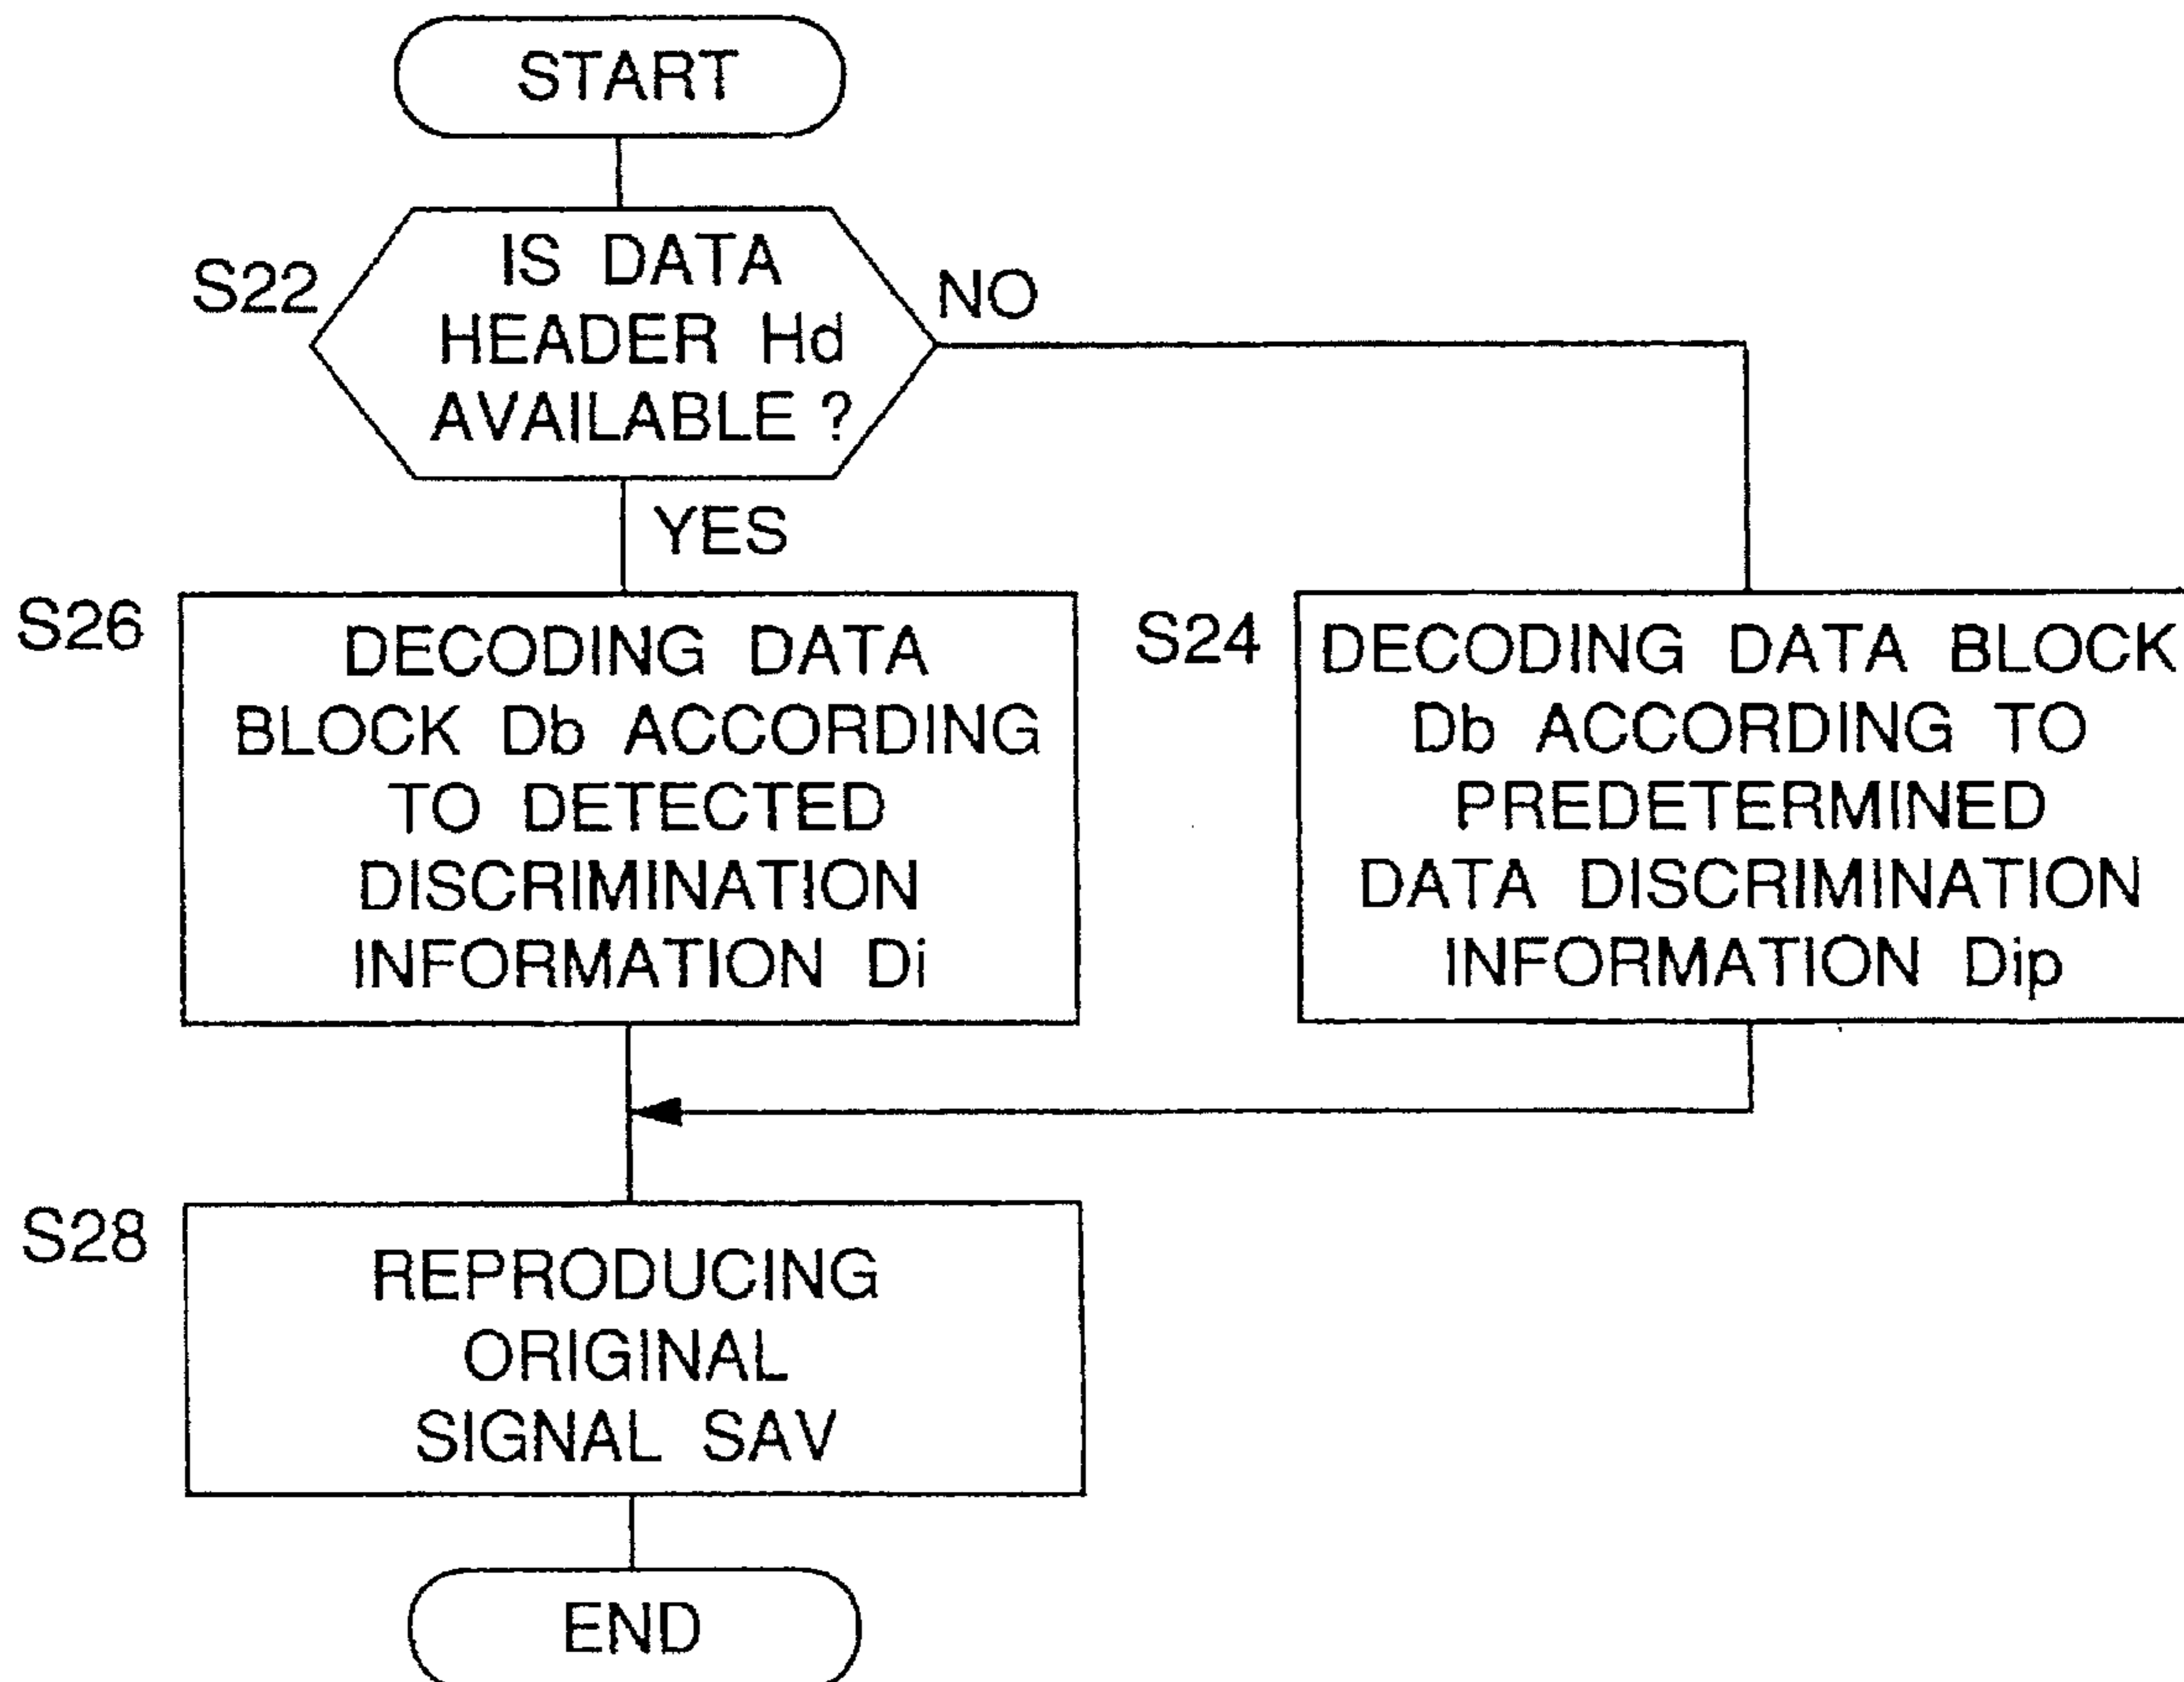 START
S22
IS DATA
HEADER Hd
AVAILABLE ?
NO
YES
S26
DECODING DATA
BLOCK Db ACCORDING
TO DETECTED
DISCRIMINATION
INFORMATION Di
S24
DECODING DATA BLOCK
Db ACCORDING TO
PREDETERMINED
DATA DISCRIMINATION
INFORMATION Dip
S28
REPRODUCING
ORIGINAL
SIGNAL SAV
END